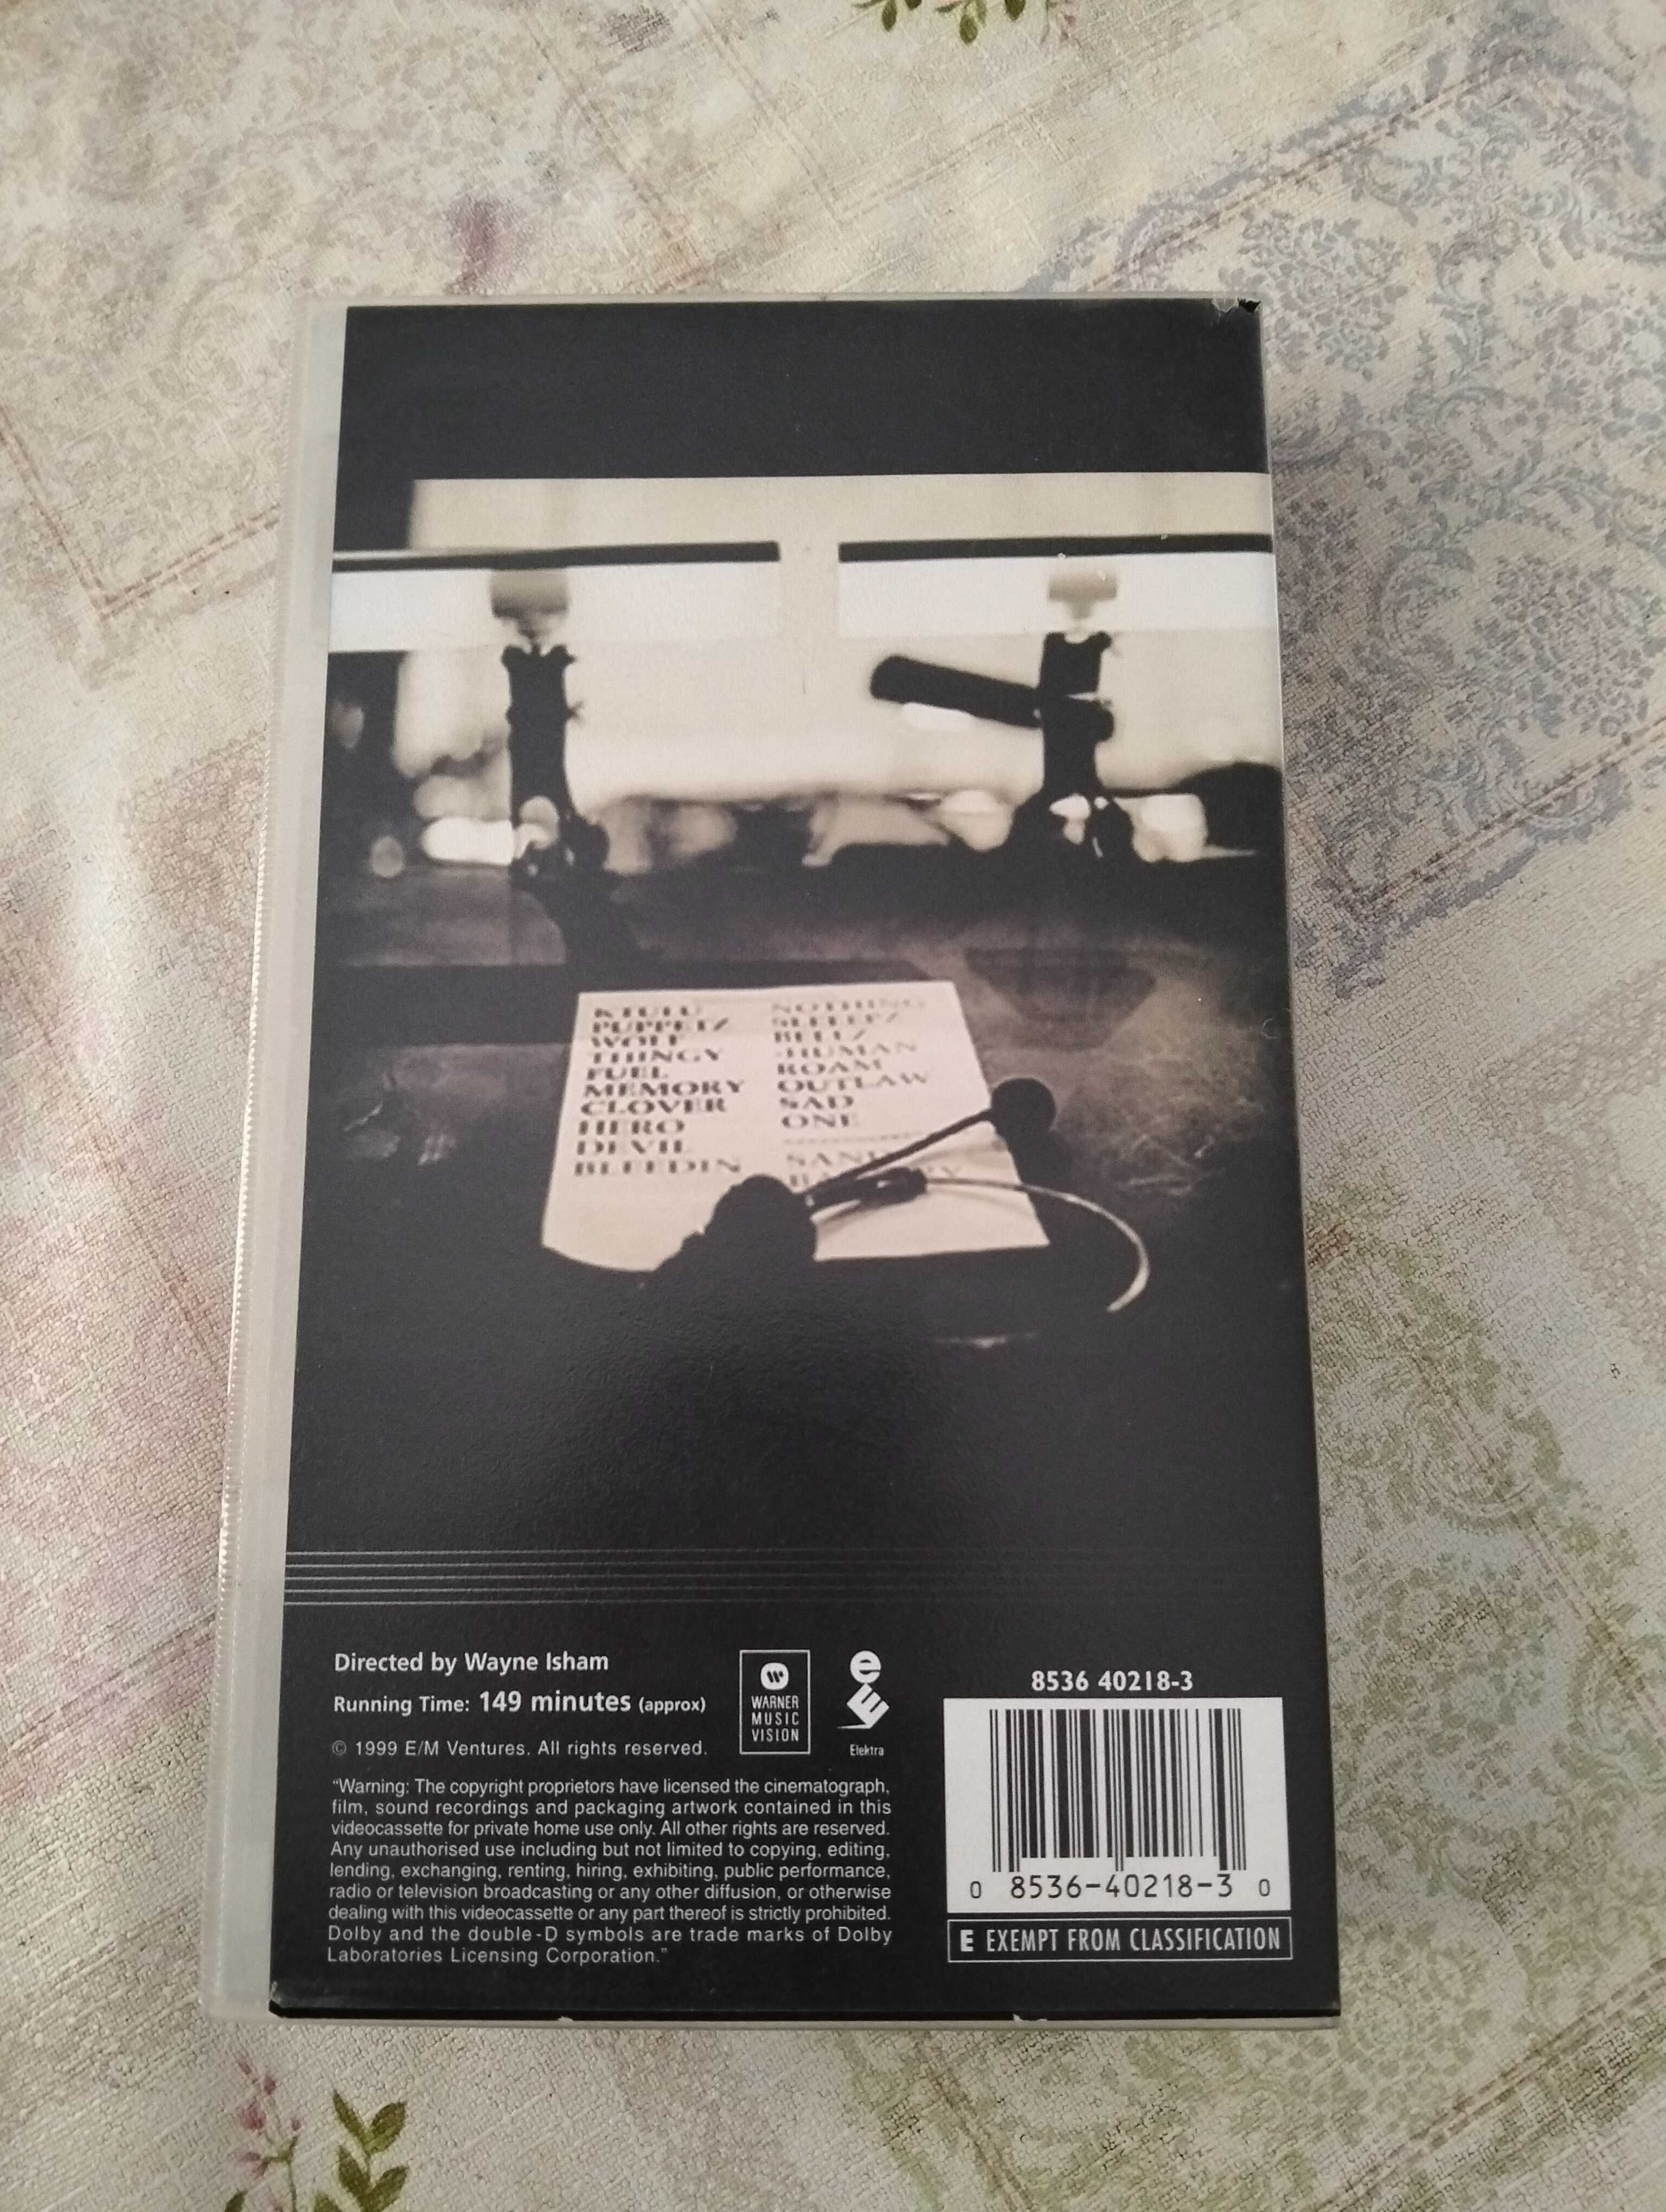 KTULU
PUPPETZ
WOLF
THINGY
FUEL
MEMORY
CLOVER
HERO
DEVIL
BLEEDIN
NOTHING
SLEEPZ
BELLZ
-HUMAN
ROAM
OUTLAW
SAD
ONE
Directed by Wayne Isham
Running Time: 149 minutes (approx)
© 1999 E/M Ventures. All rights reserved.
WARNER
MUSIC
VISION
Elektra
"Warning: The copyright proprietors have licensed the cinematograph,
film, sound recordings and packaging artwork contained in this
videocassette for private home use only. All other rights are reserved.
Any unauthorised use including but not limited to copying, editing,
lending, exchanging, renting, hiring, exhibiting, public performance,
radio or television broadcasting or any other diffusion, or otherwise
dealing with this videocassette or any part thereof is strictly prohibited.
Dolby and the double-D symbols are trade marks of Dolby
Laboratories Licensing Corporation."
8536 40218-3
0 8536-40218-3 0
E EXEMPT FROM CLASSIFICATION